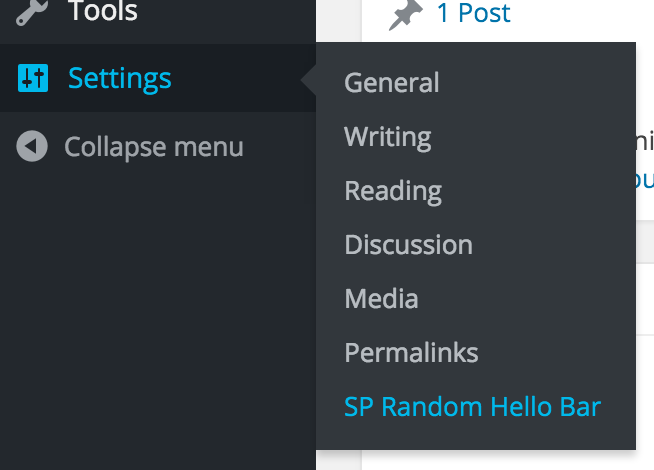 Tools
Settings
Collapse menu
1 Post
General
Writing
Reading
Discussion
Media
Permalinks
SP Random Hello Bar